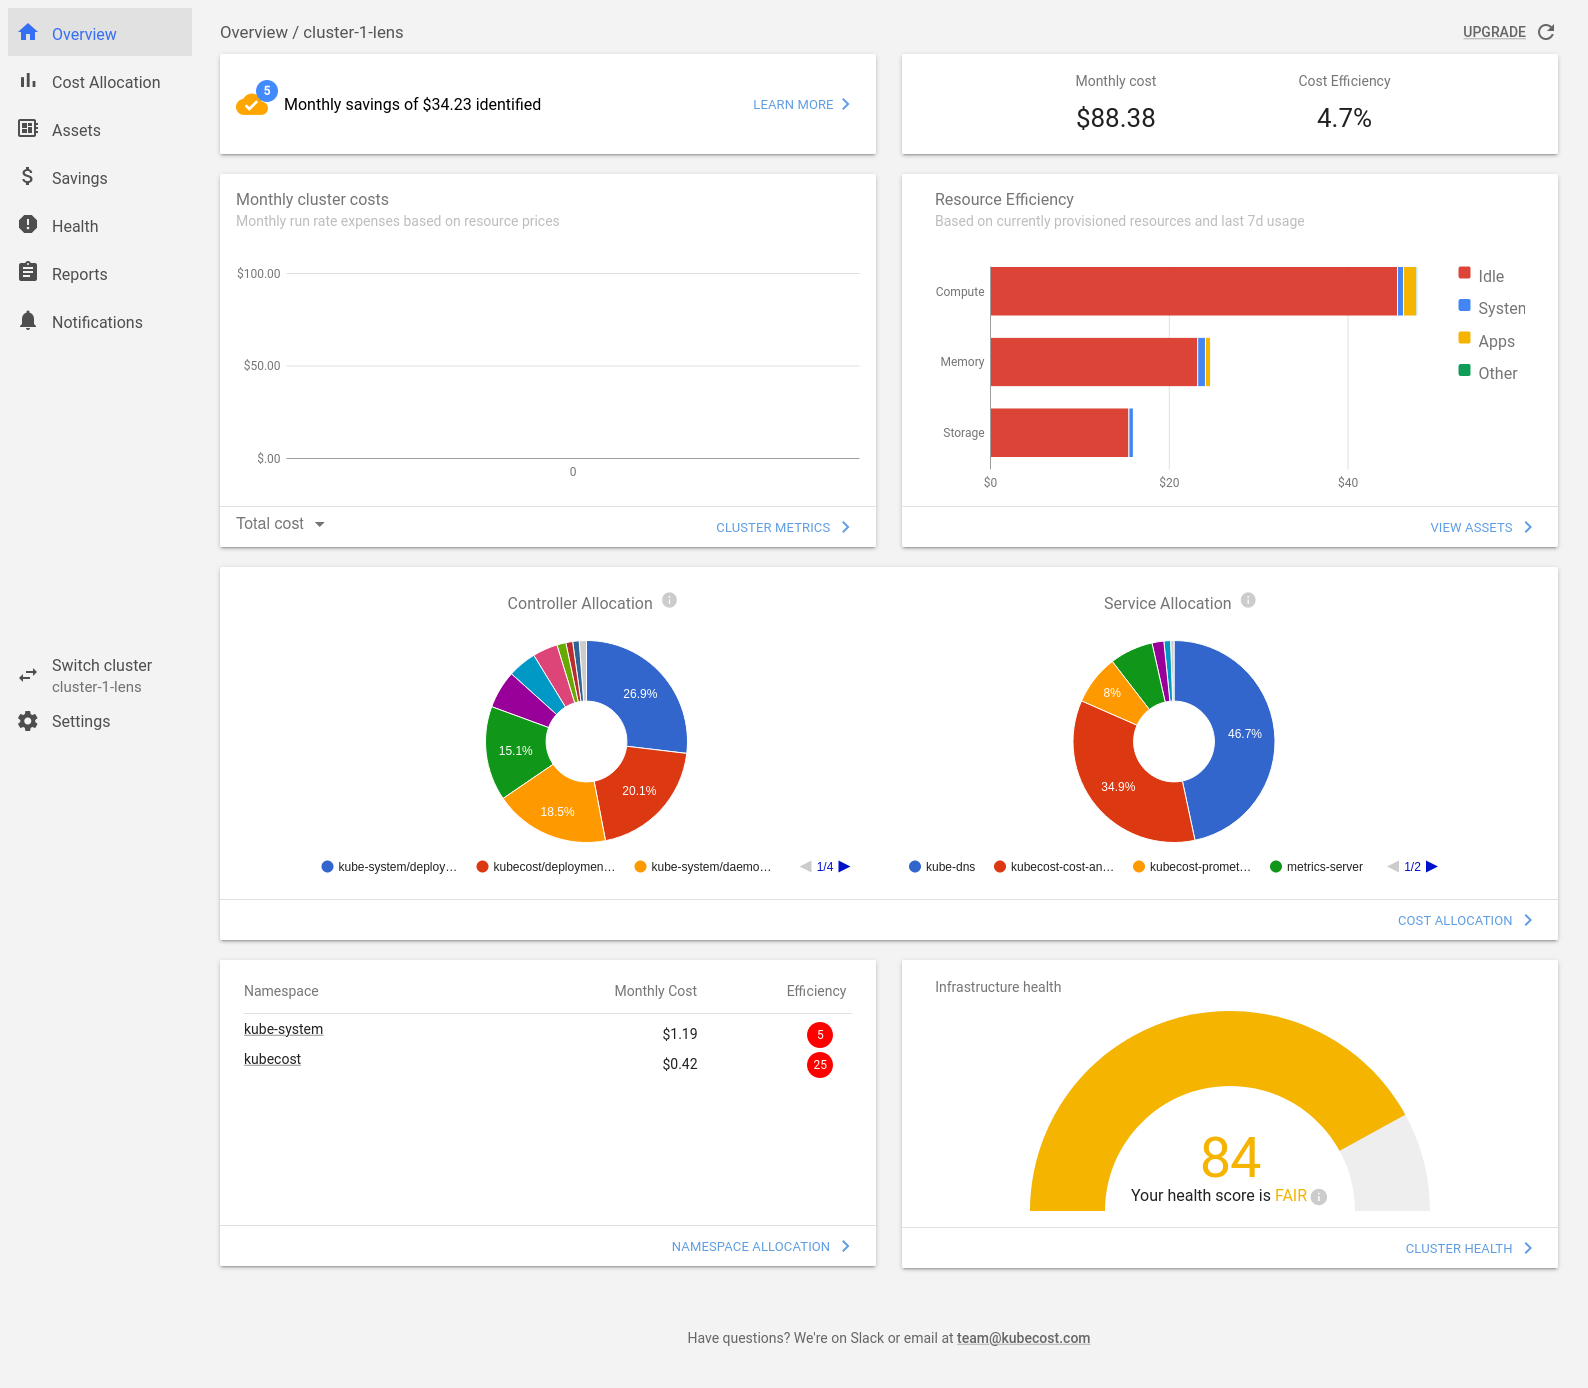 Overview
Cost Allocation
Assets
Savings
Health
Reports
Notifications
Switch cluster
cluster-1-lens
Settings
Overview / cluster-1-lens
UPGRADE
5
Monthly savings of $34.23 identified
LEARN MORE
Monthly cost
Cost Efficiency
$88.38
4.7%
Monthly cluster costs
Monthly run rate expenses based on resource prices
$100.00
$50.00
$.00
0
Total cost
CLUSTER METRICS
Resource Efficiency
Based on currently provisioned resources and last 7d usage
Compute
Memory
Storage
$0
$20
$40
Idle
System
Apps
Other
VIEW ASSETS
Controller Allocation
26.9%
20.1%
18.5%
15.1%
kube-system/deploy…
kubecost/deploymen…
kube-system/daemo…
1/4
Service Allocation
46.7%
34.9%
8%
kube-dns
kubecost-cost-an…
kubecost-promet…
metrics-server
1/2
COST ALLOCATION
Namespace Monthly Cost Efficiency
kube-system $1.19 5
kubecost $0.42 25
NAMESPACE ALLOCATION
Infrastructure health
84
Your health score is FAIR
CLUSTER HEALTH
Have questions? We're on Slack or email at team@kubecost.com